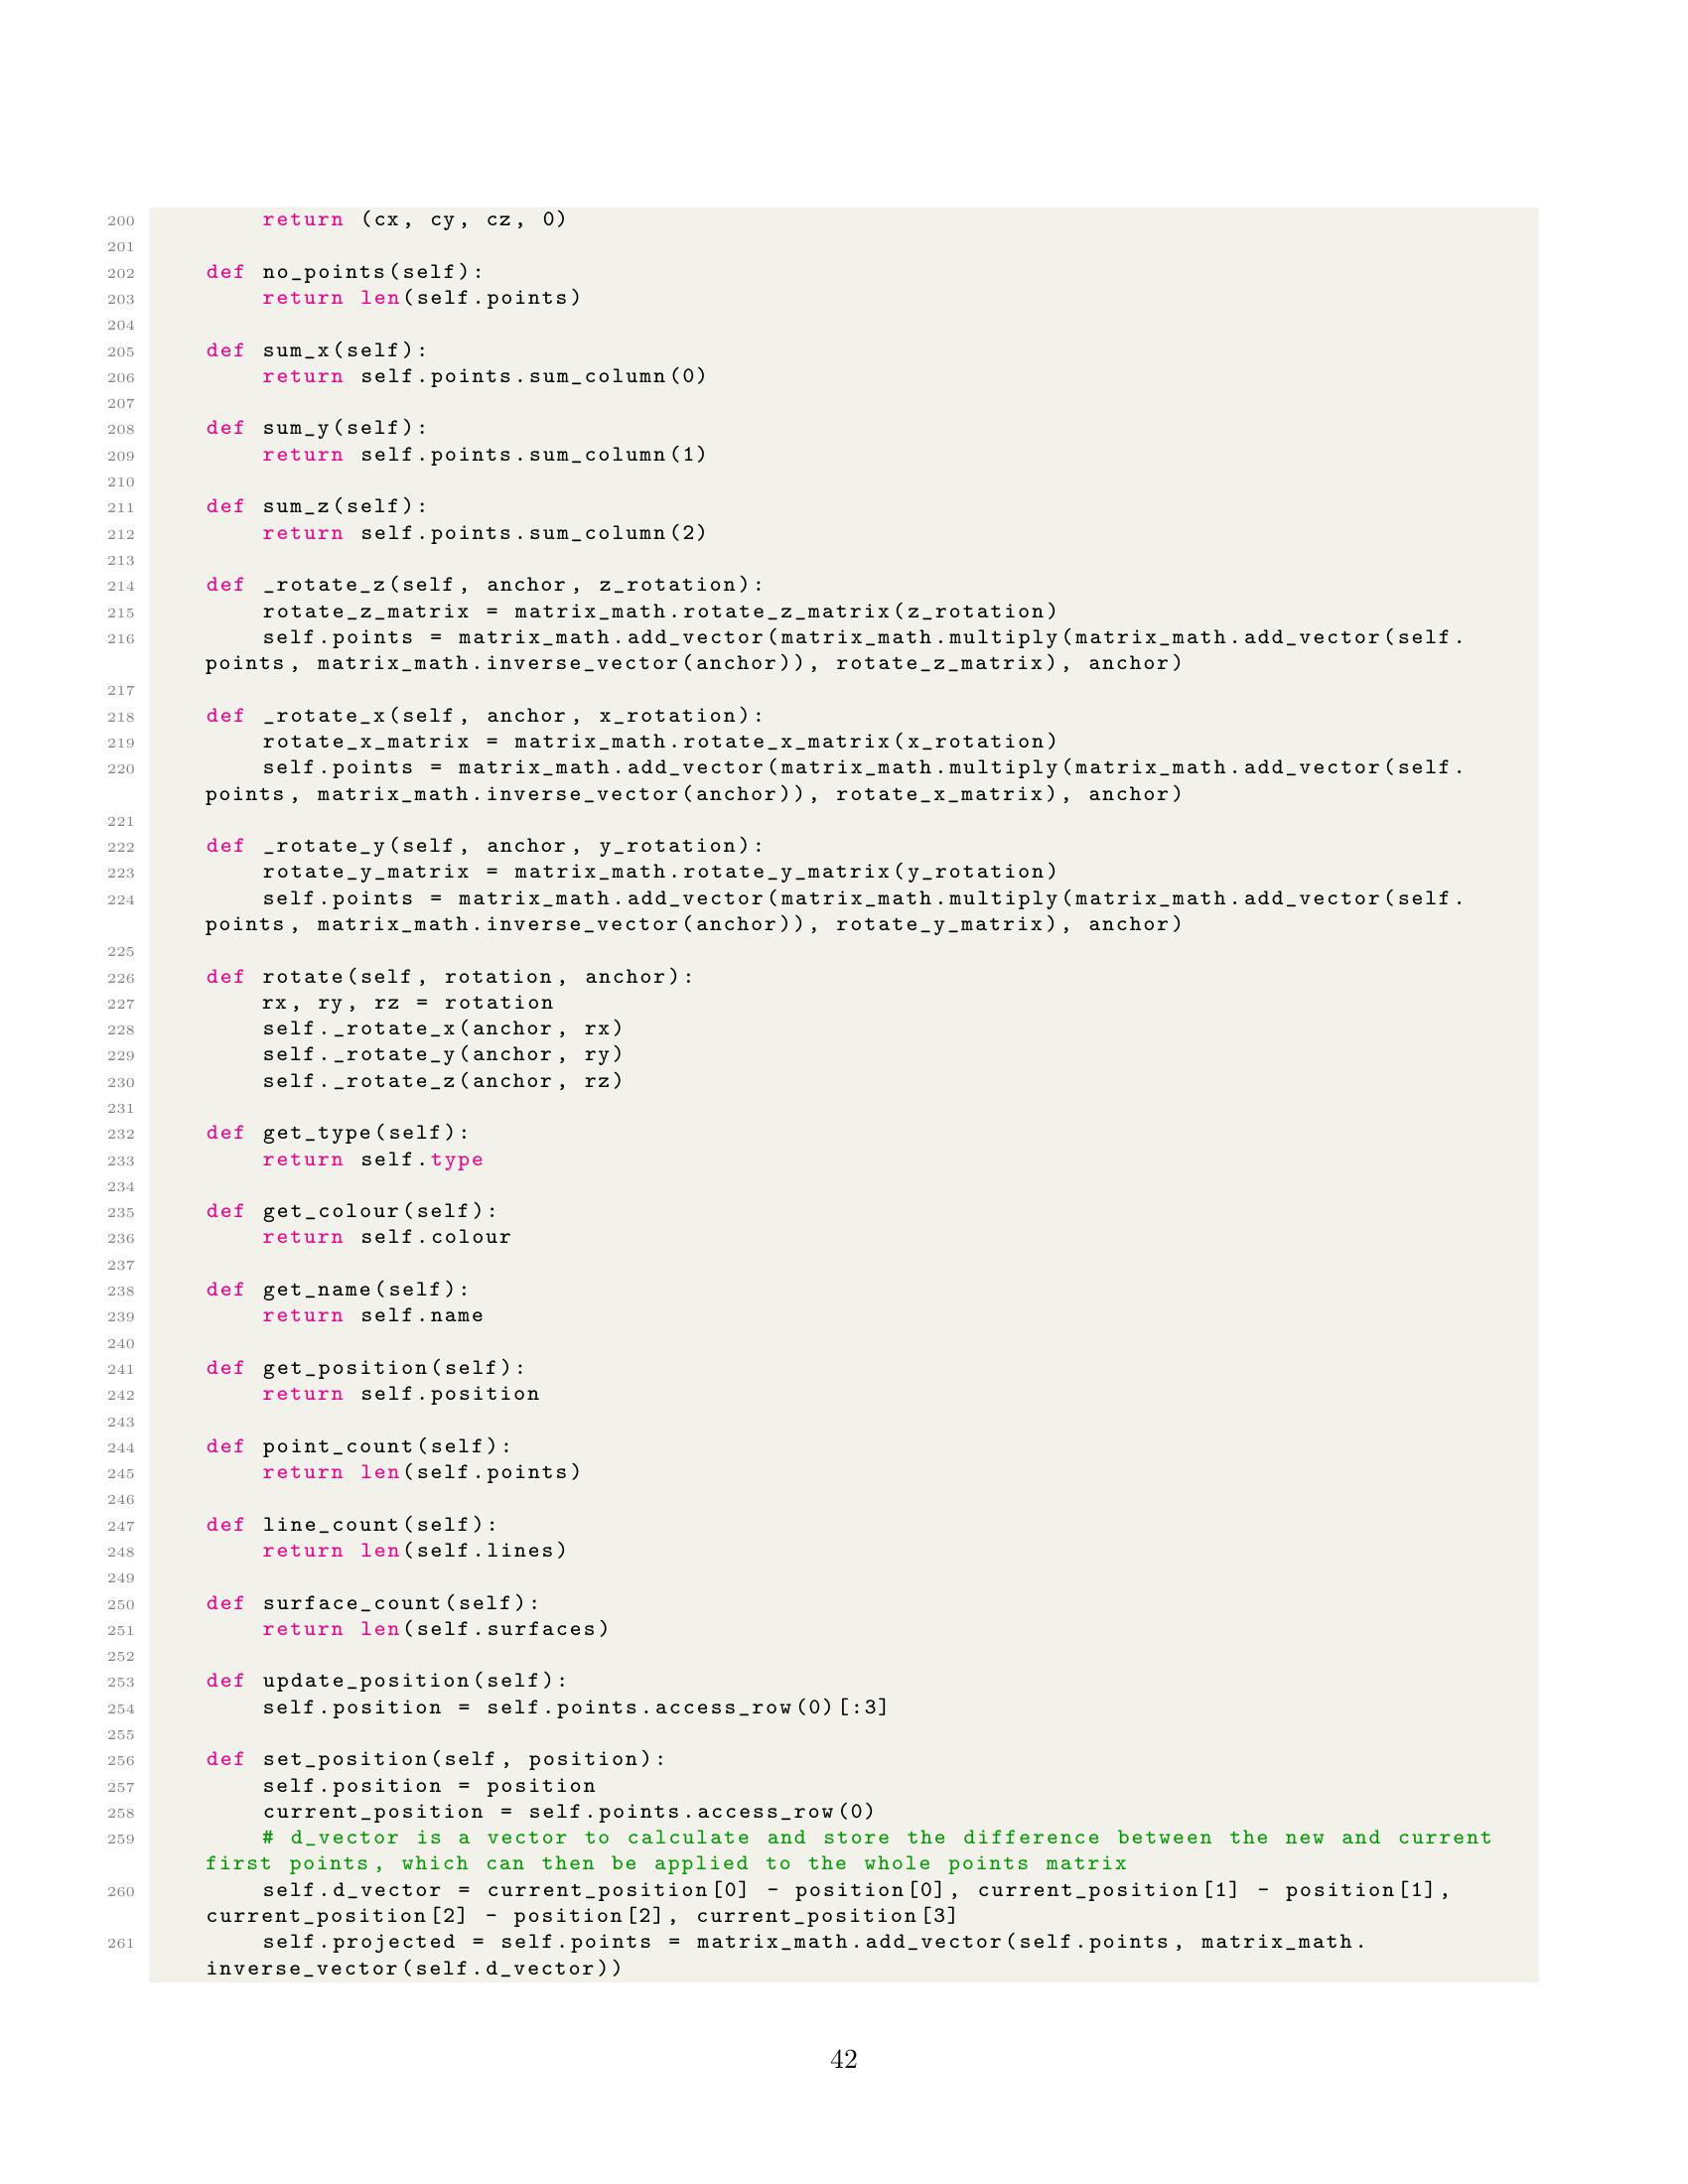 200         return (cx, cy, cz, 0)
201
202     def no_points(self):
203         return len(self.points)
204
205     def sum_x(self):
206         return self.points.sum_column(0)
207
208     def sum_y(self):
209         return self.points.sum_column(1)
210
211     def sum_z(self):
212         return self.points.sum_column(2)
213
214     def _rotate_z(self, anchor, z_rotation):
215         rotate_z_matrix = matrix_math.rotate_z_matrix(z_rotation)
216         self.points = matrix_math.add_vector(matrix_math.multiply(matrix_math.add_vector(self.
points, matrix_math.inverse_vector(anchor)), rotate_z_matrix), anchor)
217
218     def _rotate_x(self, anchor, x_rotation):
219         rotate_x_matrix = matrix_math.rotate_x_matrix(x_rotation)
220         self.points = matrix_math.add_vector(matrix_math.multiply(matrix_math.add_vector(self.
points, matrix_math.inverse_vector(anchor)), rotate_x_matrix), anchor)
221
222     def _rotate_y(self, anchor, y_rotation):
223         rotate_y_matrix = matrix_math.rotate_y_matrix(y_rotation)
224         self.points = matrix_math.add_vector(matrix_math.multiply(matrix_math.add_vector(self.
points, matrix_math.inverse_vector(anchor)), rotate_y_matrix), anchor)
225
226     def rotate(self, rotation, anchor):
227         rx, ry, rz = rotation
228         self._rotate_x(anchor, rx)
229         self._rotate_y(anchor, ry)
230         self._rotate_z(anchor, rz)
231
232     def get_type(self):
233         return self.type
234
235     def get_colour(self):
236         return self.colour
237
238     def get_name(self):
239         return self.name
240
241     def get_position(self):
242         return self.position
243
244     def point_count(self):
245         return len(self.points)
246
247     def line_count(self):
248         return len(self.lines)
249
250     def surface_count(self):
251         return len(self.surfaces)
252
253     def update_position(self):
254         self.position = self.points.access_row(0)[:3]
255
256     def set_position(self, position):
257         self.position = position
258         current_position = self.points.access_row(0)
259         # d_vector is a vector to calculate and store the difference between the new and current
first points, which can then be applied to the whole points matrix
260         self.d_vector = current_position[0] - position[0], current_position[1] - position[1],
current_position[2] - position[2], current_position[3]
261         self.projected = self.points = matrix_math.add_vector(self.points, matrix_math.
inverse_vector(self.d_vector))
42